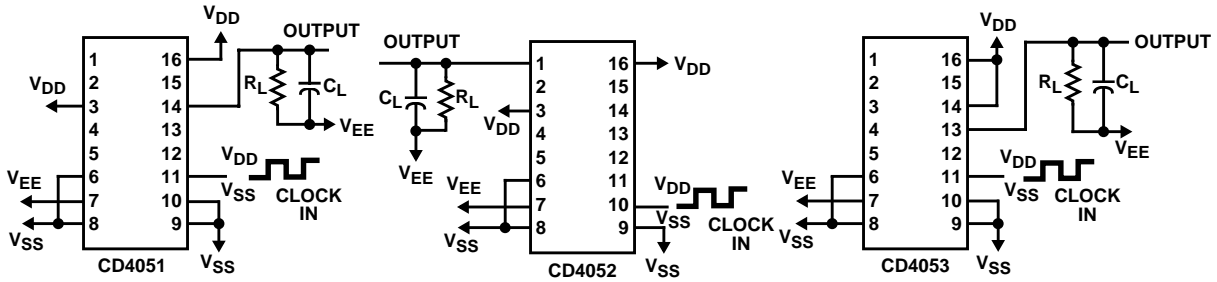 VDD
OUTPUT
1 16
2 15
VDD
3 14
4 13
5 12
6 11
7 10
8 9
RL CL
VEE
VDD
VSS
CLOCK
IN
VEE
VSS
VSS
CD4051
OUTPUT
1 16
VDD
2 15
3 14
4 13
5 12
6 11
7 10
8 9
CL RL
VDD
VEE
VEE
VDD
VSS
CLOCK
IN
VSS
VSS
CD4052
VDD
OUTPUT
1 16
2 15
3 14
4 13
5 12
6 11
7 10
8 9
RL CL
VEE
VDD
VSS
CLOCK
IN
VEE
VSS
VSS
CD4053